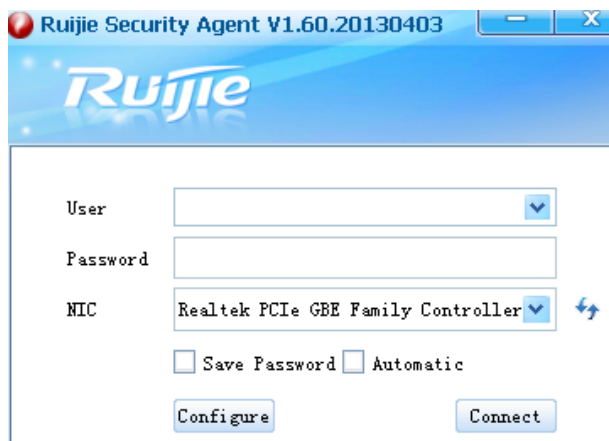 Ruijie Security Agent V1.60.20130403
Ruijie
User
Password
NIC Realtek PCIe GBE Family Controller
Save Password Automatic
Configure Connect